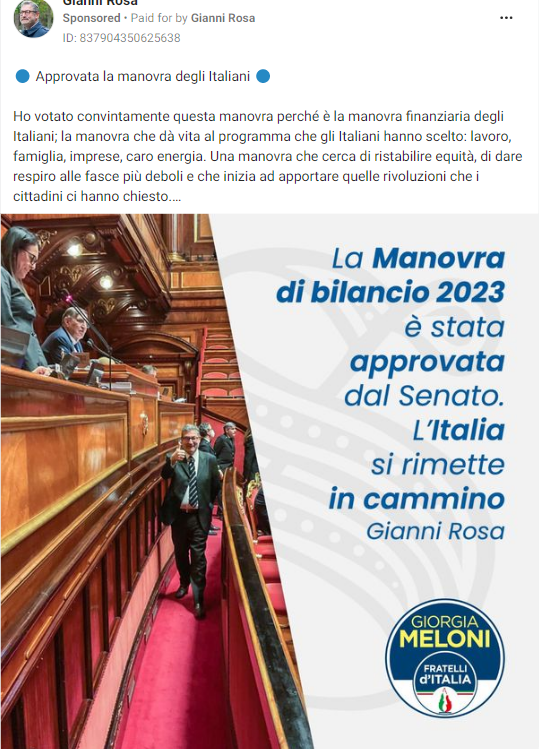 Gianni Rosa
Sponsored • Paid for by Gianni Rosa
ID: 837904350625638
🔵 Approvata la manovra degli Italiani 🔵
Ho votato convintamente questa manovra perché è la manovra finanziaria degli
Italiani; la manovra che dà vita al programma che gli Italiani hanno scelto: lavoro,
famiglia, imprese, caro energia. Una manovra che cerca di ristabilire equità, di dare
respiro alle fasce più deboli e che inizia ad apportare quelle rivoluzioni che i
cittadini ci hanno chiesto....
La Manovra
di bilancio 2023
è stata
approvata
dal Senato.
L'Italia
si rimette
in cammino
Gianni Rosa
GIORGIA
MELONI
FRATELLI
d'ITALIA